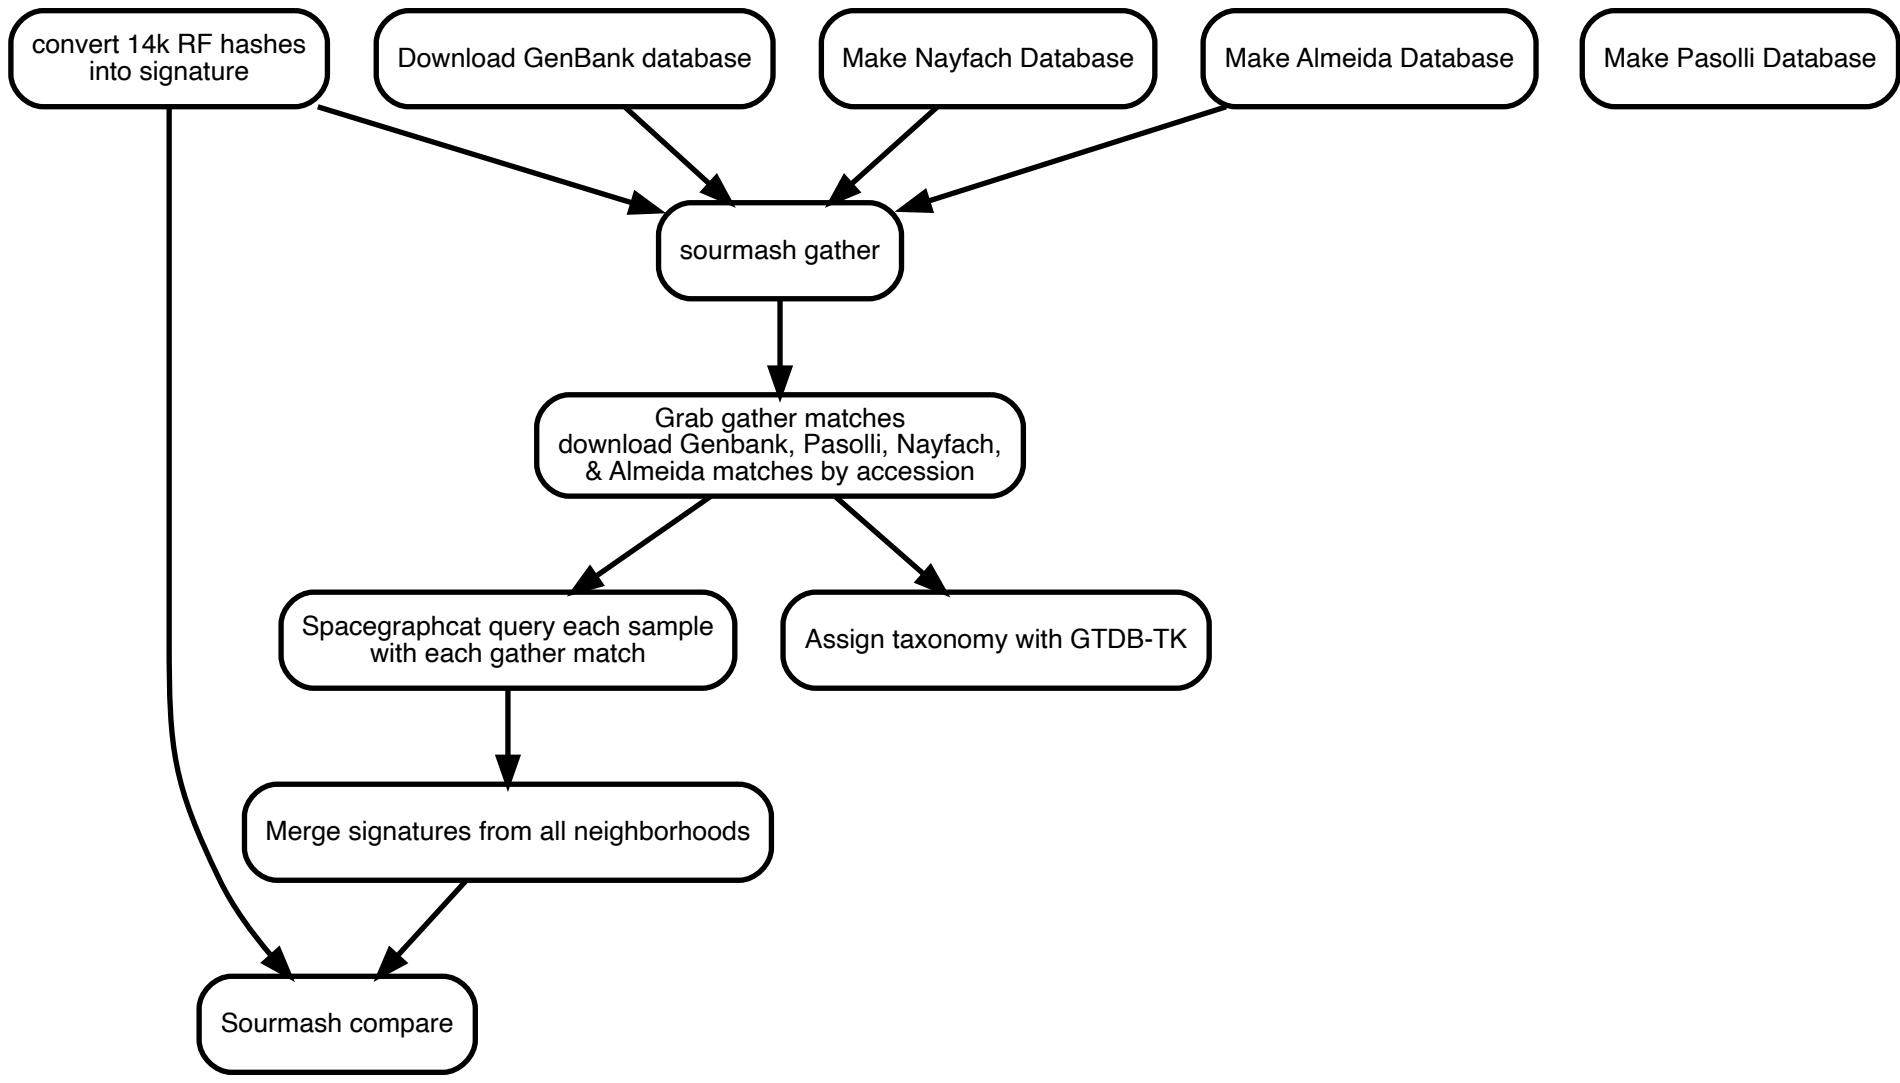 convert 14k RF hashes
into signature
Download GenBank database
Make Nayfach Database
Make Almeida Database
Make Pasolli Database
sourmash gather
Grab gather matches
download Genbank, Pasolli, Nayfach,
& Almeida matches by accession
Spacegraphcat query each sample
with each gather match
Assign taxonomy with GTDB-TK
Merge signatures from all neighborhoods
Sourmash compare